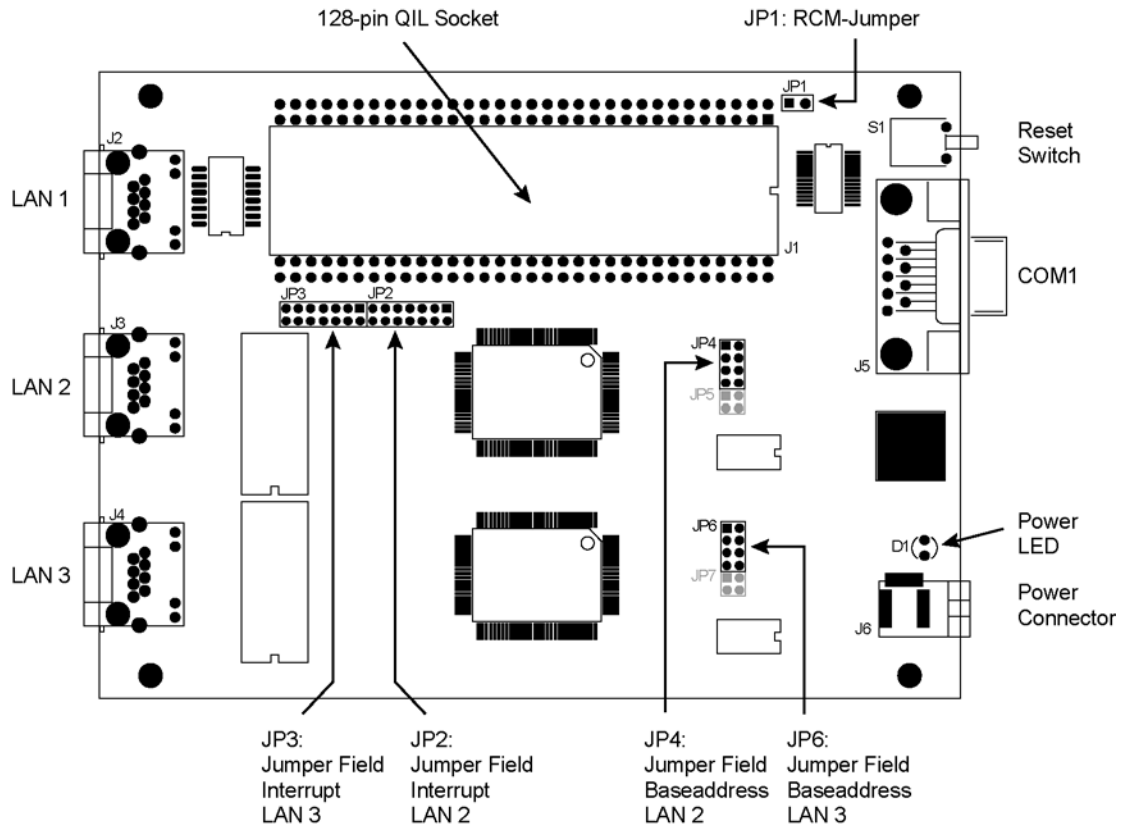 128-pin QIL Socket
JP1: RCM-Jumper
JP1
J2
S1
Reset
Switch
LAN 1
J1
COM1
JP3
JP2
J3
JP4
J5
LAN 2
JP5
J4
JP6
Power
LED
D1
LAN 3
JP7
Power
Connector
J6
JP3:
Jumper Field
Interrupt
LAN 3
JP2:
Jumper Field
Interrupt
LAN 2
JP4:
Jumper Field
Baseaddress
LAN 2
JP6:
Jumper Field
Baseaddress
LAN 3